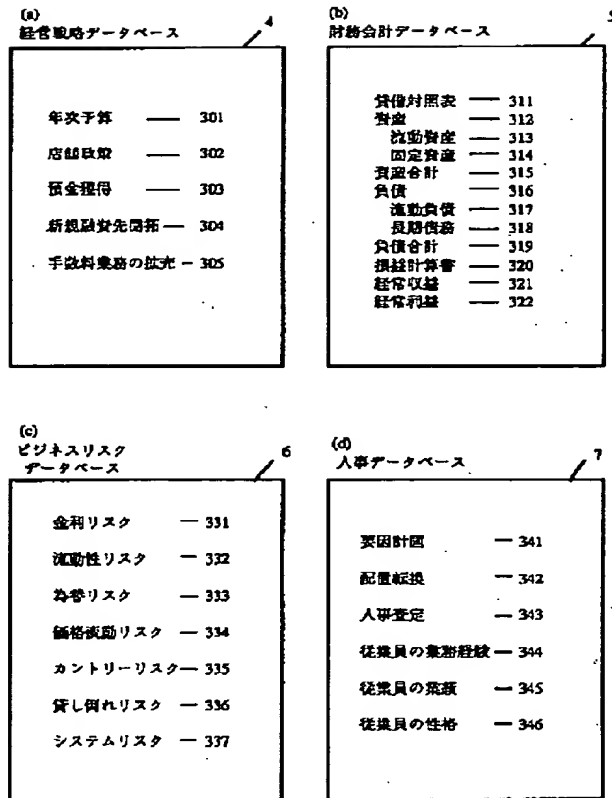 (a)
経営戦略データベース
4
年次予算 — 301
店舗政策 — 302
預金獲得 — 303
新規融資先開拓 — 304
手数料業務の拡充 — 305
(b)
財務会計データベース
5
貸借対照表 — 311
資産 — 312
流動資産 — 313
固定資産 — 314
資産合計 — 315
負債 — 316
流動負債 — 317
長期債務 — 318
負債合計 — 319
損益計算書 — 320
経常収益 — 321
経常利益 — 322
(c)
ビジネスリスク
データベース
6
金利リスク — 331
流動性リスク — 332
為替リスク — 333
価格変動リスク — 334
カントリーリスク — 335
貸し倒れリスク — 336
システムリスク — 337
(d)
人事データベース
7
要因計画 — 341
配置転換 — 342
人事査定 — 343
従業員の業務経験 — 344
従業員の業績 — 345
従業員の性格 — 346